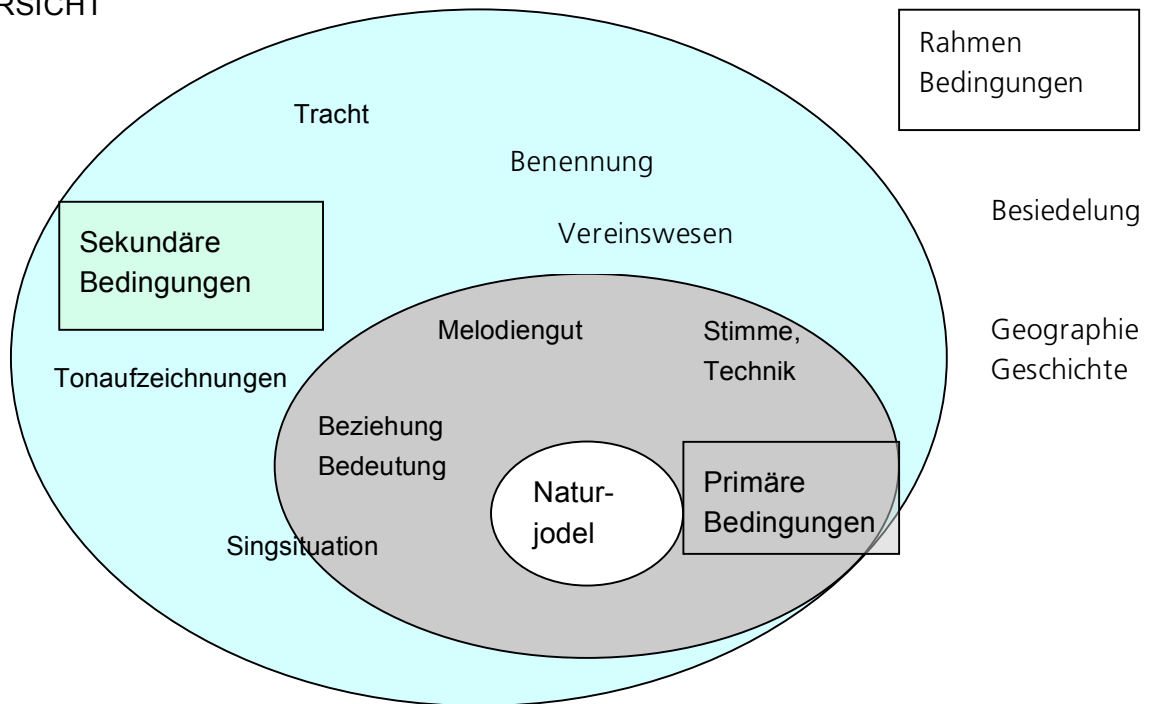 Rahmen
Bedingungen
Tracht
Benennung
Besiedelung
Vereinswesen
Sekundäre
Bedingungen
Melodiengut
Stimme,
Technik
Geographie
Geschichte
Tonaufzeichnungen
Beziehung
Bedeutung
Natur-
jodel
Primäre
Bedingungen
Singsituation